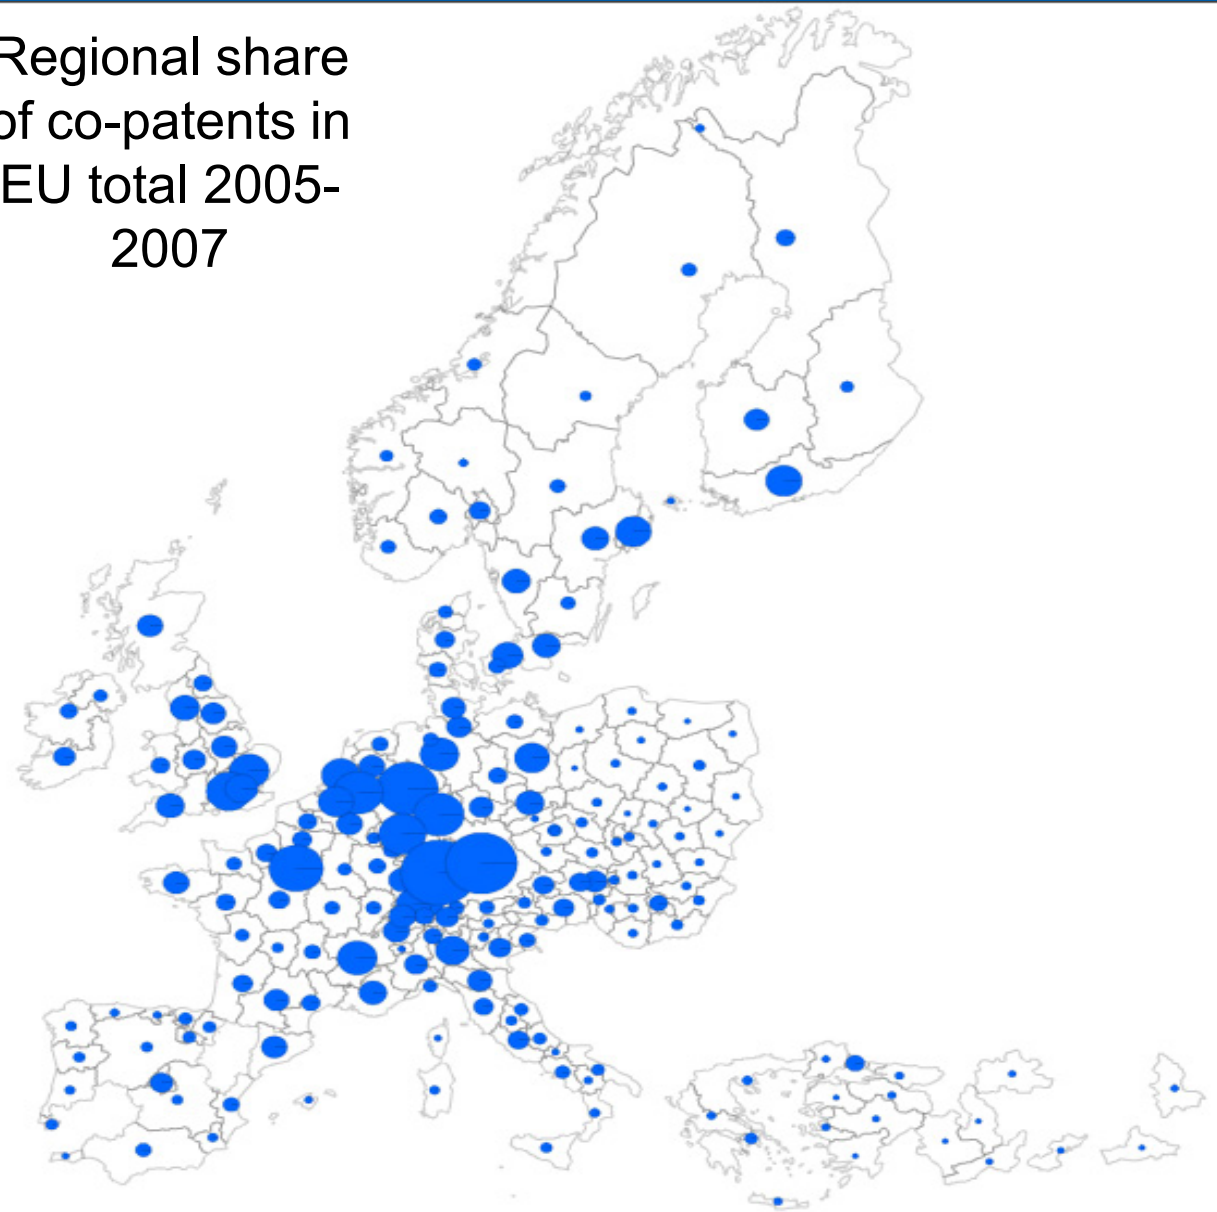 Regional share
of co-patents in
EU total 2005-
2007